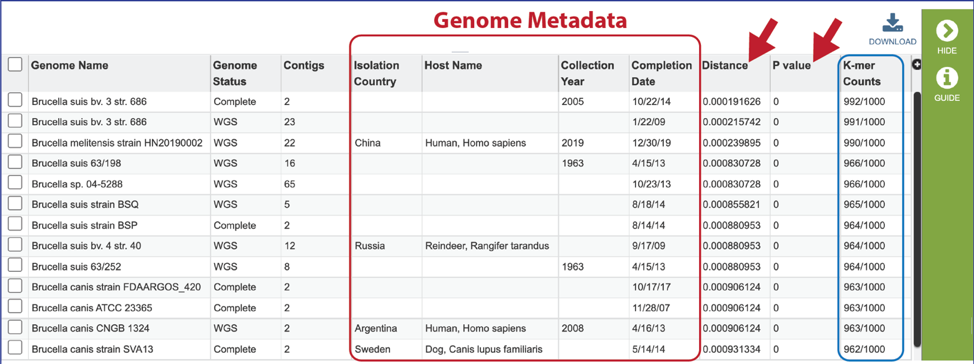 Genome Metadata
DOWNLOAD
HIDE
GUIDE
Genome Name Genome Status Contigs Isolation Country Host Name Collection Year Completion Date Distance P value K-mer Counts
Brucella suis bv. 3 str. 686 Complete 2 2005 10/22/14 0.000191626 0 992/1000
Brucella suis bv. 3 str. 686 WGS 23 1/22/09 0.000215742 0 991/1000
Brucella melitensis strain HN20190002 WGS 22 China Human, Homo sapiens 2019 12/30/19 0.000239895 0 990/1000
Brucella suis 63/198 WGS 16 1963 4/15/13 0.000830728 0 966/1000
Brucella sp. 04-5288 WGS 65 10/23/13 0.000830728 0 966/1000
Brucella suis strain BSQ WGS 5 8/18/14 0.000855821 0 965/1000
Brucella suis strain BSP Complete 2 8/14/14 0.000880953 0 964/1000
Brucella suis bv. 4 str. 40 WGS 12 Russia Reindeer, Rangifer tarandus 9/17/09 0.000880953 0 964/1000
Brucella suis 63/252 WGS 8 1963 4/15/13 0.000880953 0 964/1000
Brucella canis strain FDAARGOS_420 Complete 2 10/17/17 0.000906124 0 963/1000
Brucella canis ATCC 23365 Complete 2 11/28/07 0.000906124 0 963/1000
Brucella canis CNGB 1324 WGS 2 Argentina Human, Homo sapiens 2008 4/16/13 0.000906124 0 963/1000
Brucella canis strain SVA13 Complete 2 Sweden Dog, Canis lupus familiaris 5/14/14 0.000931334 0 962/1000